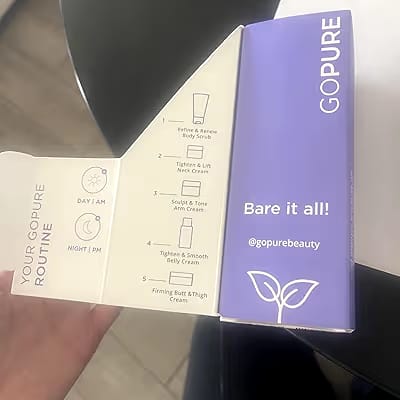 GOPURE
Bare it all!
@gopurebeauty
1
Refine & Renew
Body Scrub
2
Tighten & Lift
Neck Cream
3
Sculpt & Tone
Arm Cream
4
Tighten & Smooth
Belly Cream
5
Firming Butt &Thigh
Cream
YOUR GOPURE
ROUTINE
DAY | AM
NIGHT | PM